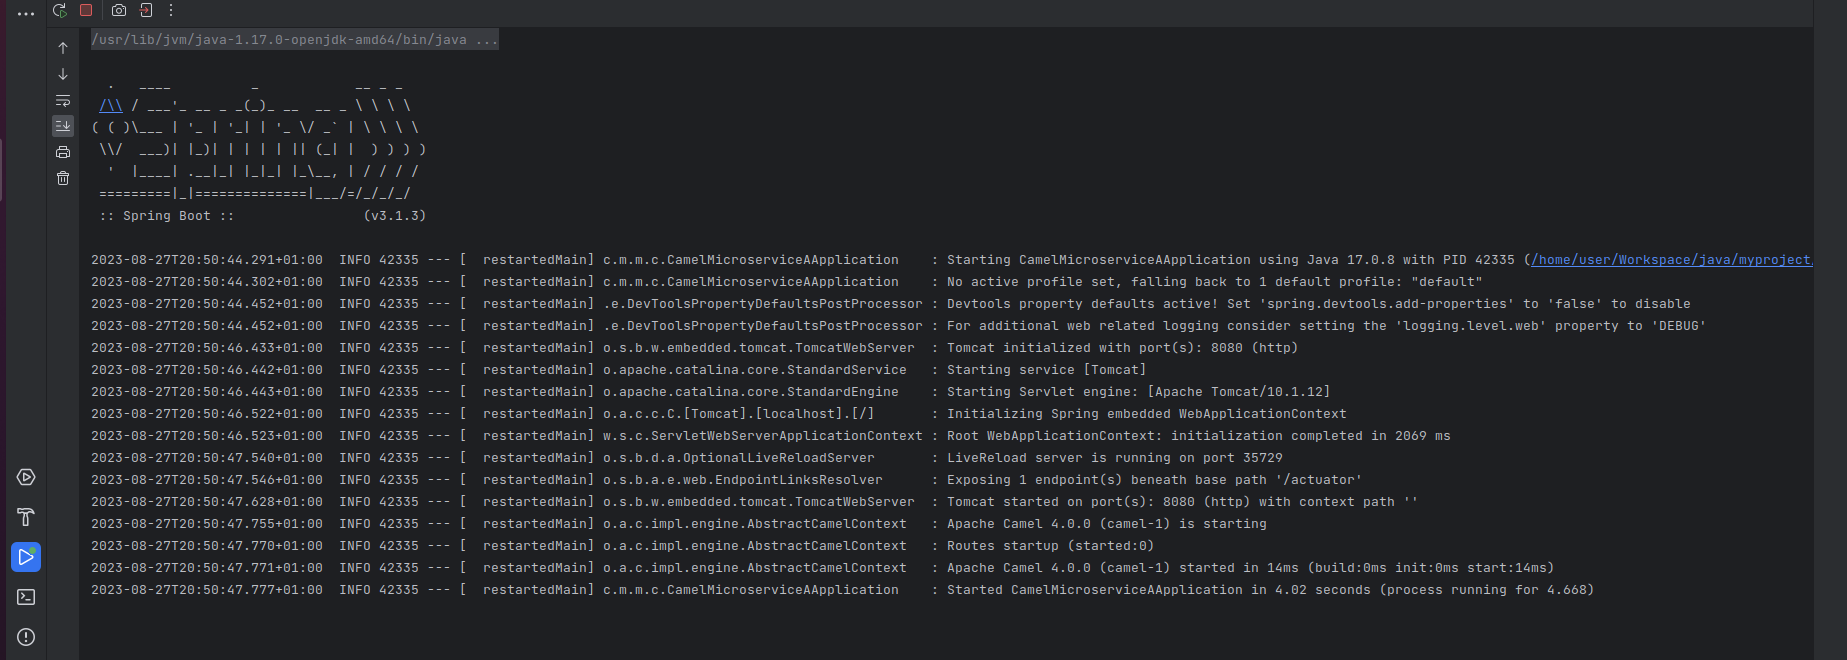 /usr/lib/jvm/java-1.17.0-openjdk-amd64/bin/java ...
  .   ____          _            __ _ _
 /\\ / ___'_ __ _ _(_)_ __  __ _ \ \ \ \
( ( )\___ | '_ | '_| | '_ \/ _` | \ \ \ \
 \\/  ___)| |_)| | | | | || (_| |  ) ) ) )
  '  |____| .__|_| |_|_| |_\__, | / / / /
 =========|_|==============|___/=/_/_/_/
 :: Spring Boot ::                (v3.1.3)
2023-08-27T20:50:44.291+01:00  INFO 42335 --- [  restartedMain] c.m.m.c.CamelMicroserviceAApplication    : Starting CamelMicroserviceAApplication using Java 17.0.8 with PID 42335 (/home/user/Workspace/java/myproject/
2023-08-27T20:50:44.302+01:00  INFO 42335 --- [  restartedMain] c.m.m.c.CamelMicroserviceAApplication    : No active profile set, falling back to 1 default profile: "default"
2023-08-27T20:50:44.452+01:00  INFO 42335 --- [  restartedMain] .e.DevToolsPropertyDefaultsPostProcessor : Devtools property defaults active! Set 'spring.devtools.add-properties' to 'false' to disable
2023-08-27T20:50:44.452+01:00  INFO 42335 --- [  restartedMain] .e.DevToolsPropertyDefaultsPostProcessor : For additional web related logging consider setting the 'logging.level.web' property to 'DEBUG'
2023-08-27T20:50:46.433+01:00  INFO 42335 --- [  restartedMain] o.s.b.w.embedded.tomcat.TomcatWebServer  : Tomcat initialized with port(s): 8080 (http)
2023-08-27T20:50:46.442+01:00  INFO 42335 --- [  restartedMain] o.apache.catalina.core.StandardService   : Starting service [Tomcat]
2023-08-27T20:50:46.443+01:00  INFO 42335 --- [  restartedMain] o.apache.catalina.core.StandardEngine    : Starting Servlet engine: [Apache Tomcat/10.1.12]
2023-08-27T20:50:46.522+01:00  INFO 42335 --- [  restartedMain] o.a.c.c.C.[Tomcat].[localhost].[/]       : Initializing Spring embedded WebApplicationContext
2023-08-27T20:50:46.523+01:00  INFO 42335 --- [  restartedMain] w.s.c.ServletWebServerApplicationContext : Root WebApplicationContext: initialization completed in 2069 ms
2023-08-27T20:50:47.540+01:00  INFO 42335 --- [  restartedMain] o.s.b.d.a.OptionalLiveReloadServer       : LiveReload server is running on port 35729
2023-08-27T20:50:47.546+01:00  INFO 42335 --- [  restartedMain] o.s.b.a.e.web.EndpointLinksResolver      : Exposing 1 endpoint(s) beneath base path '/actuator'
2023-08-27T20:50:47.628+01:00  INFO 42335 --- [  restartedMain] o.s.b.w.embedded.tomcat.TomcatWebServer  : Tomcat started on port(s): 8080 (http) with context path ''
2023-08-27T20:50:47.755+01:00  INFO 42335 --- [  restartedMain] o.a.c.impl.engine.AbstractCamelContext   : Apache Camel 4.0.0 (camel-1) is starting
2023-08-27T20:50:47.770+01:00  INFO 42335 --- [  restartedMain] o.a.c.impl.engine.AbstractCamelContext   : Routes startup (started:0)
2023-08-27T20:50:47.771+01:00  INFO 42335 --- [  restartedMain] o.a.c.impl.engine.AbstractCamelContext   : Apache Camel 4.0.0 (camel-1) started in 14ms (build:0ms init:0ms start:14ms)
2023-08-27T20:50:47.777+01:00  INFO 42335 --- [  restartedMain] c.m.m.c.CamelMicroserviceAApplication    : Started CamelMicroserviceAApplication in 4.02 seconds (process running for 4.668)